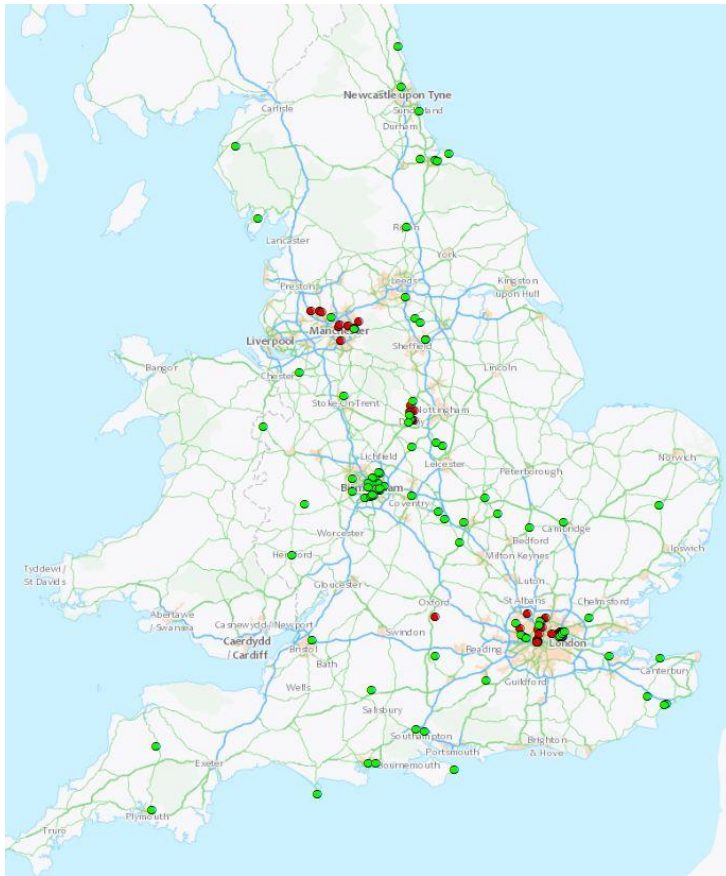 Newcastle upon Tyne
Carlisle
Durham
Lancaster
York
Preston
Leeds
Kingston
upon Hull
Manchester
Liverpool
Sheffield
Bangor
Chester
Lincoln
Stoke-On-Trent
Nottingham
Lichfield
Norwich
Leicester
Peterborough
Coventry
Worcester
Cambridge
Bedford
Hereford
Milton Keynes
Ipswich
Tyddewi /
St Davids
Gloucester
Luton
Oxford
St Albans
Chelmsford
Abertawe
/ Swansea
Casnewydd / Newport
Swindon
Caerdydd
/ Cardiff
Bristol
Reading
London
Bath
Canterbury
Guildford
Wells
Salisbury
Southampton
Portsmouth
Brighton
& Hove
Exeter
Bournemouth
Plymouth
Truro